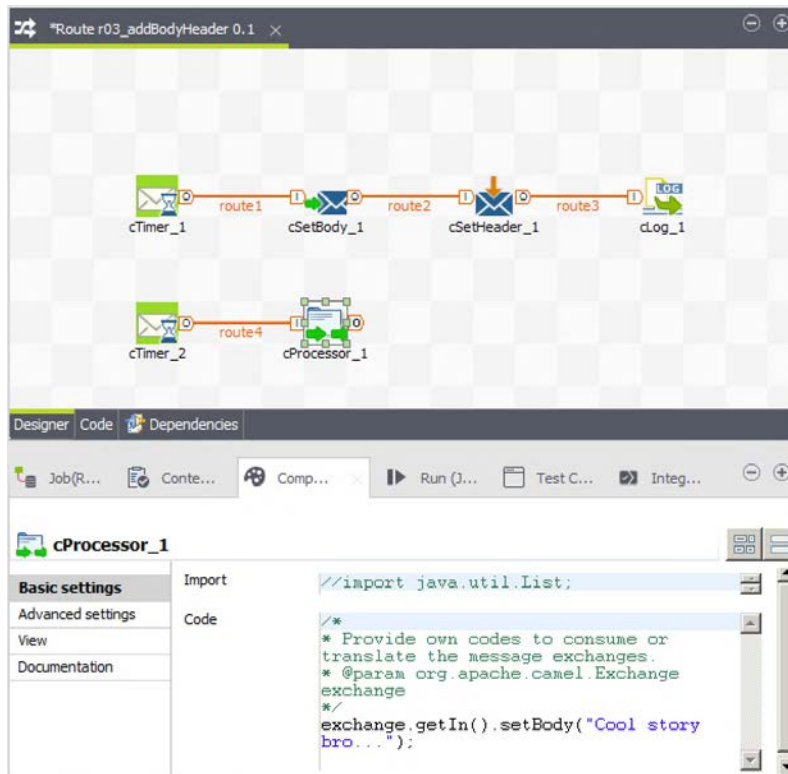 *Route r03_addBodyHeader 0.1
route1
route2
route3
LOG
cTimer_1
cSetBody_1
cSetHeader_1
cLog_1
route4
cTimer_2
cProcessor_1
Designer Code Dependencies
Job(R... Conte... Comp... Run (J... Test C... Integ...
cProcessor_1
Basic settings
Advanced settings
View
Documentation
Import
//import java.util.List;
Code
/*
* Provide own codes to consume or
translate the message exchanges.
* @param org.apache.camel.Exchange
exchange
*/
exchange.getIn().setBody("Cool story
bro...");